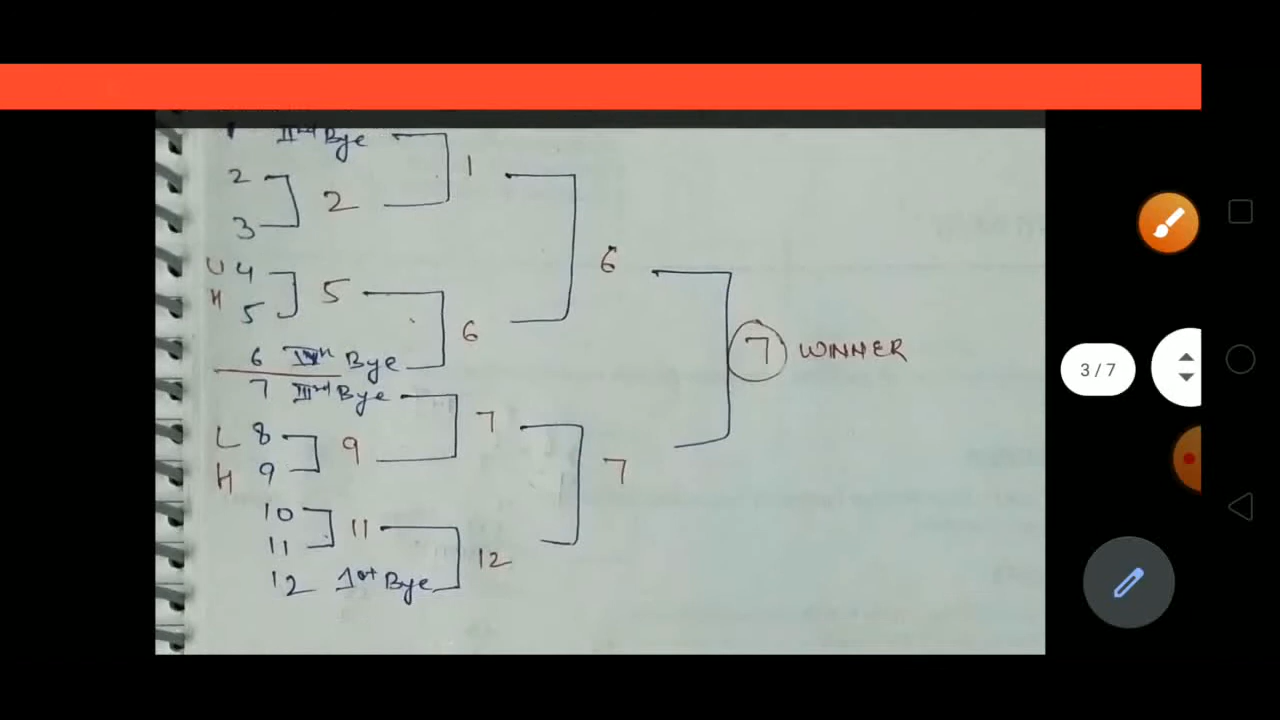 1 IInd Bye
1
2
2
3
6
U 4
5
H 5
6
6 IVth Bye
7 WINNER
3 / 7
7 IIIrd Bye
7
L 8
9
H 9
7
10
11
11
12
12 1st Bye